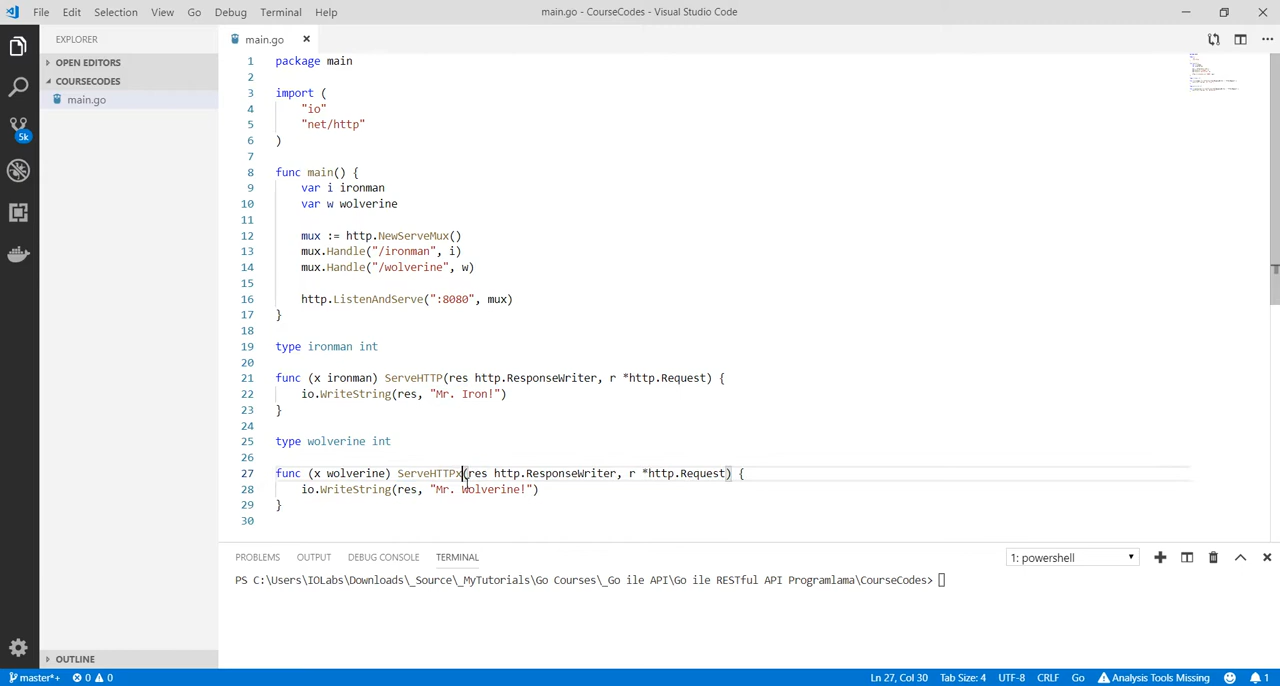 File Edit Selection View Go Debug Terminal Help
main.go - CourseCodes - Visual Studio Code
EXPLORER
OPEN EDITORS
COURSECODES
main.go
5k
OUTLINE
main.go
1 package main
2
3 import (
4 "io"
5 "net/http"
6 )
7
8 func main() {
9 var i ironman
10 var w wolverine
11
12 mux := http.NewServeMux()
13 mux.Handle("/ironman", i)
14 mux.Handle("/wolverine", w)
15
16 http.ListenAndServe(":8080", mux)
17 }
18
19 type ironman int
20
21 func (x ironman) ServeHTTP(res http.ResponseWriter, r *http.Request) {
22 io.WriteString(res, "Mr. Iron!")
23 }
24
25 type wolverine int
26
27 func (x wolverine) ServeHTTPx(res http.ResponseWriter, r *http.Request) {
28 io.WriteString(res, "Mr. Wolverine!")
29 }
30
PROBLEMS OUTPUT DEBUG CONSOLE TERMINAL
1: powershell
PS C:\Users\IOLabs\Downloads\_Source\_MyTutorials\Go Courses\_Go ile API\Go ile RESTful API Programlama\CourseCodes>
master*+ 0 0
Ln 27, Col 30 Tab Size: 4 UTF-8 CRLF Go Analysis Tools Missing 1